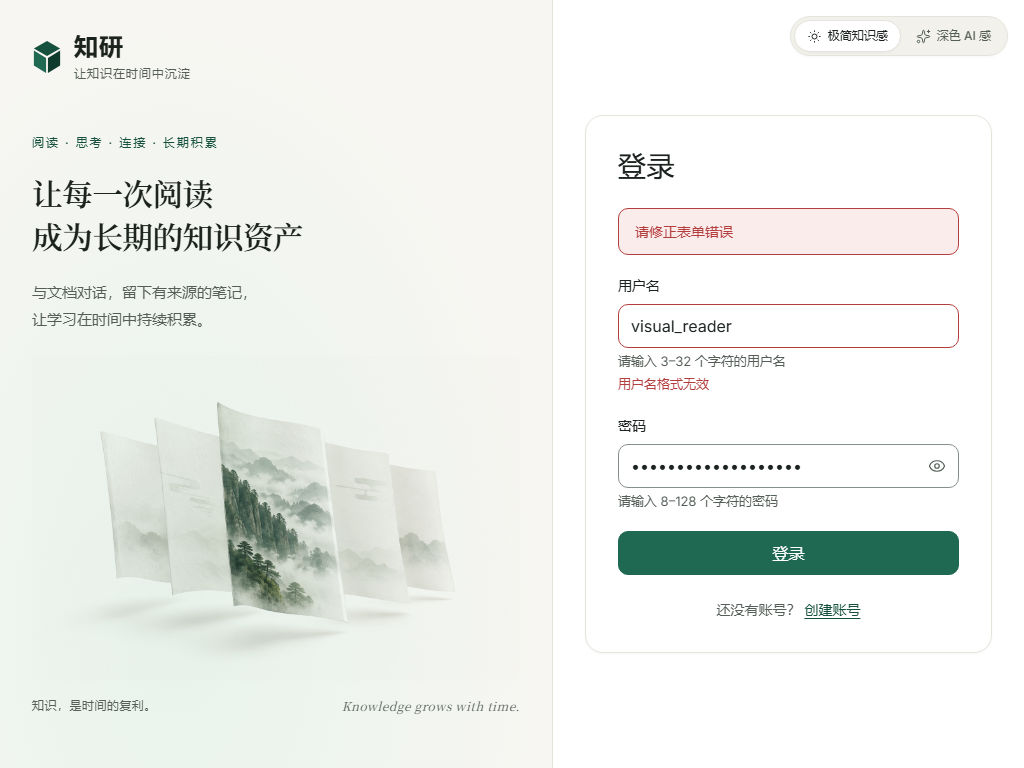 知研
让知识在时间中沉淀
极简知识感
深色 AI 感
阅读 · 思考 · 连接 · 长期积累
让每一次阅读
成为长期的知识资产
与文档对话，留下有来源的笔记，
让学习在时间中持续积累。
知识，是时间的复利。
Knowledge grows with time.
登录
请修正表单错误
用户名
visual_reader
请输入 3–32 个字符的用户名
用户名格式无效
密码
•••••••••••••••••••
请输入 8–128 个字符的密码
登录
还没有账号？ 创建账号